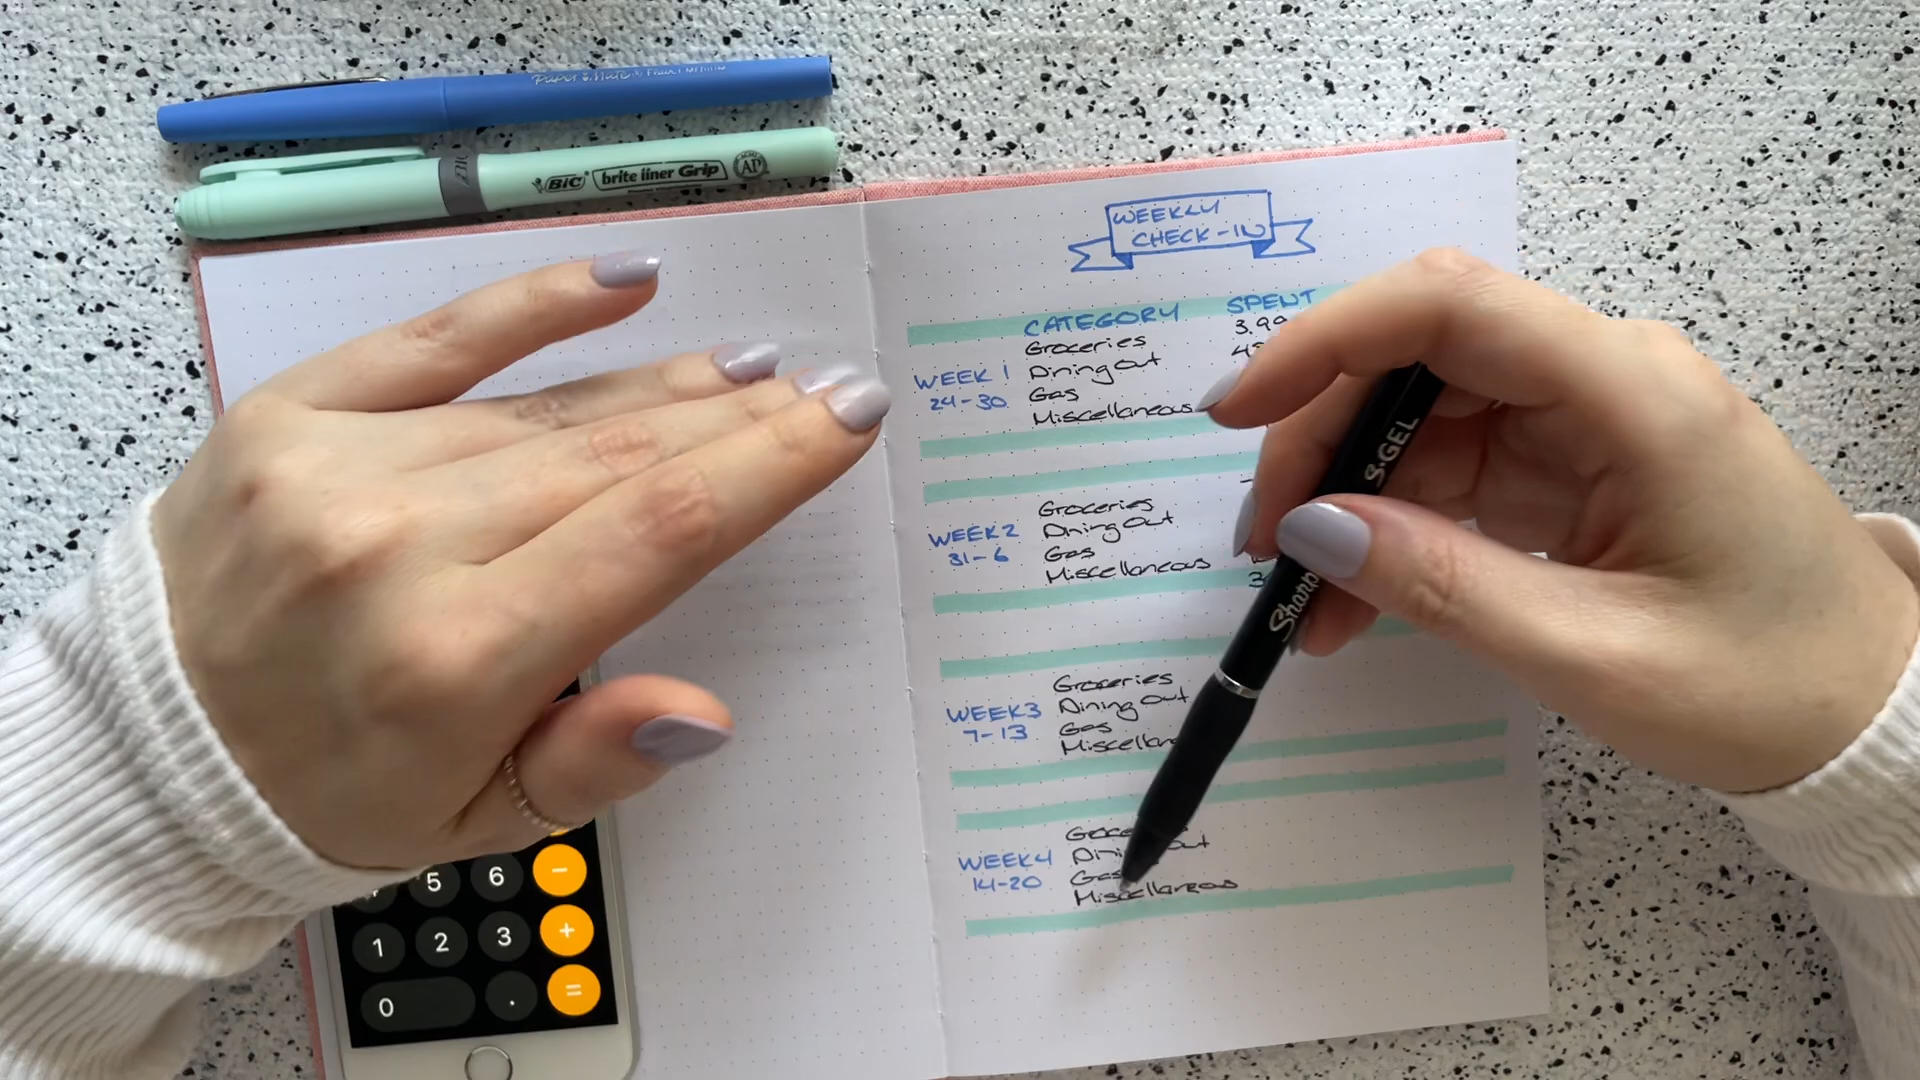 Paper Mate
BIC brite liner Grip AP
WEEKLY
CHECK-IN
CATEGORY SPENT
Groceries 3.99
WEEK 1 Dining Out
24-30 Gas
Miscellaneous
Groceries
WEEK 2 Dining Out
31-6 Gas
Miscellaneous
Groceries
WEEK 3 Dining Out
7-13 Gas
WEEK 4
14-20 Gas
Miscellaneous
S·GEL
5 6 −
1 2 3 +
0 . =